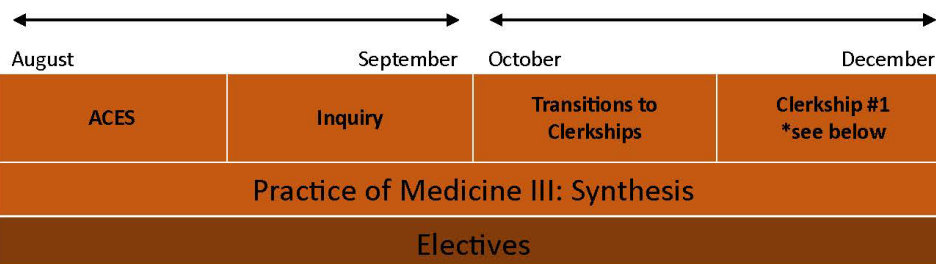 August September October December
ACES Inquiry Transitions to Clerkships Clerkship #1 *see below
Practice of Medicine III: Synthesis
Electives